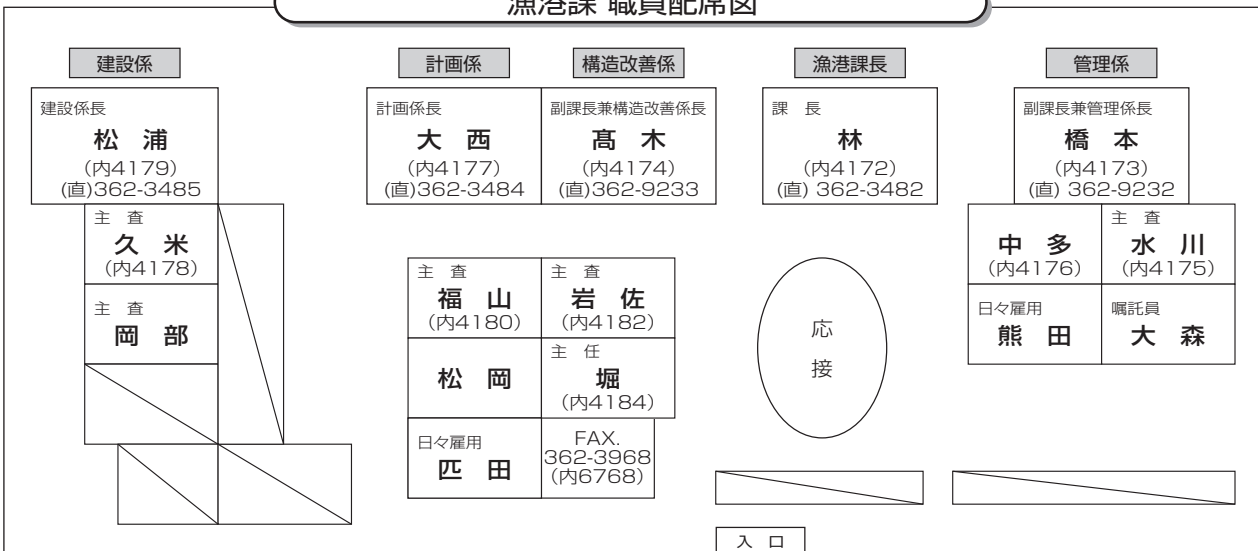 漁港課 職員配席図
建設係
計画係
構造改善係
漁港課長
管理係
建設係長
松 浦
(内4179)
(直)362-3485
計画係長
大 西
(内4177)
(直)362-3484
副課長兼構造改善係長
髙 木
(内4174)
(直)362-9233
課 長
林
(内4172)
(直) 362-3482
副課長兼管理係長
橋 本
(内4173)
(直) 362-9232
主 査
久 米
(内4178)
主 査
岡 部
主 査
福 山
(内4180)
主 査
岩 佐
(内4182)
松 岡
主 任
堀
(内4184)
日々雇用
匹 田
FAX.
362-3968
(内6768)
応
接
中 多
(内4176)
主 査
水 川
(内4175)
日々雇用
熊 田
嘱託員
大 森
入 口